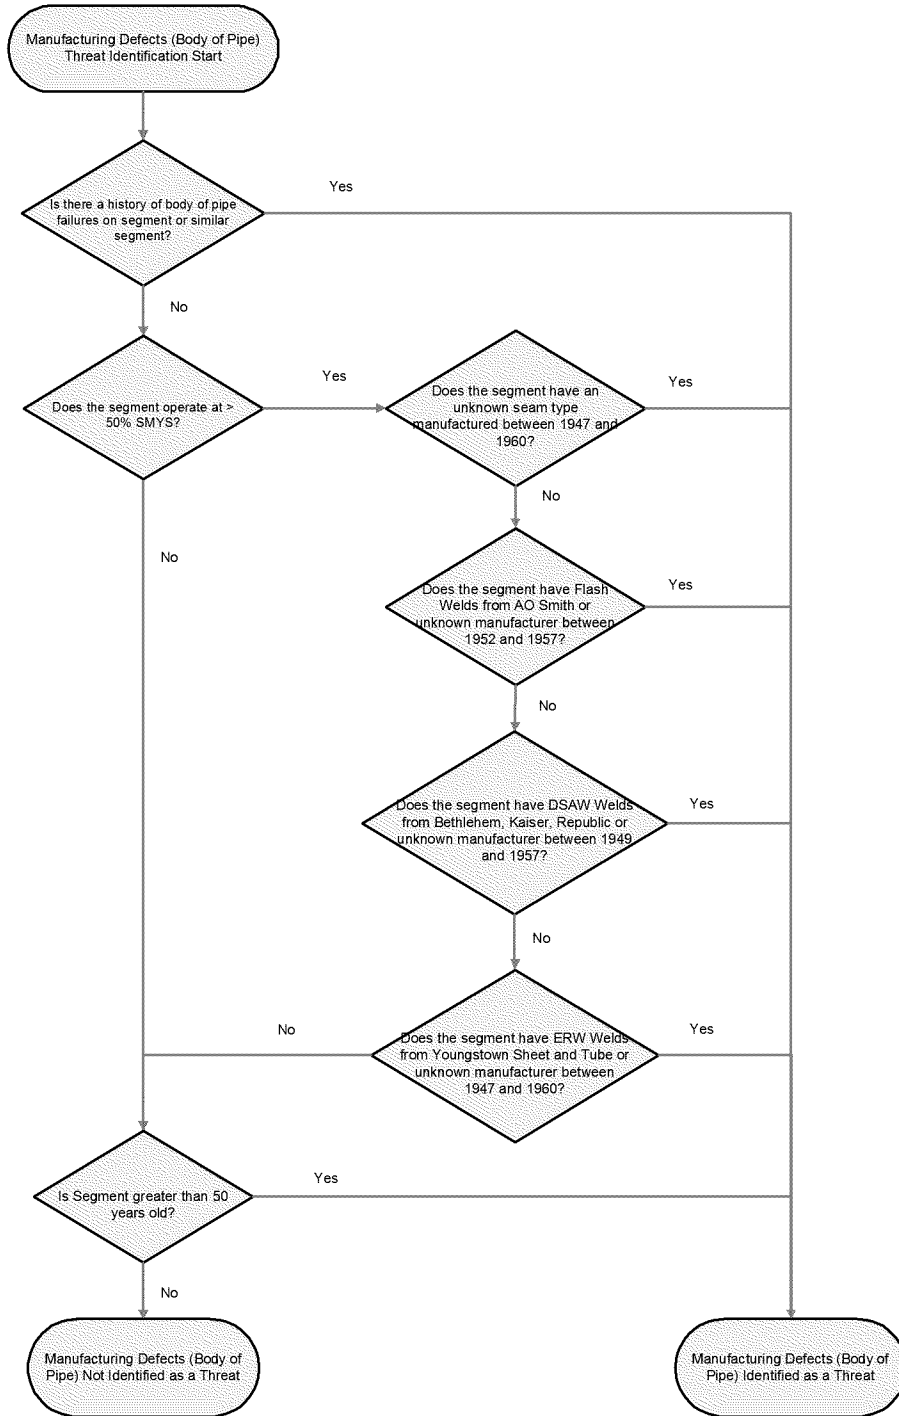 Manufacturing Defects (Body of Pipe)
Threat Identification Start
Yes
Is there a history of body of pipe
failures on segment or similar
segment?
No
Yes
Does the segment operate at >
50% SMYS?
Does the segment have an
unknown seam type
manufactured between 1947 and
1960?
Yes
No
No
Does the segment have Flash
Welds from AO Smith or
unknown manufacturer between
1952 and 1957?
Yes
No
Does the segment have DSAW Welds
from Bethlehem, Kaiser, Republic or
unknown manufacturer between 1949
and 1957?
Yes
No
No
Does the segment have ERW Welds
from Youngstown Sheet and Tube or
unknown manufacturer between
1947 and 1960?
Yes
Is Segment greater than 50
years old?
Yes
No
Manufacturing Defects (Body of
Pipe) Not Identified as a Threat
Manufacturing Defects (Body of
Pipe) Identified as a Threat